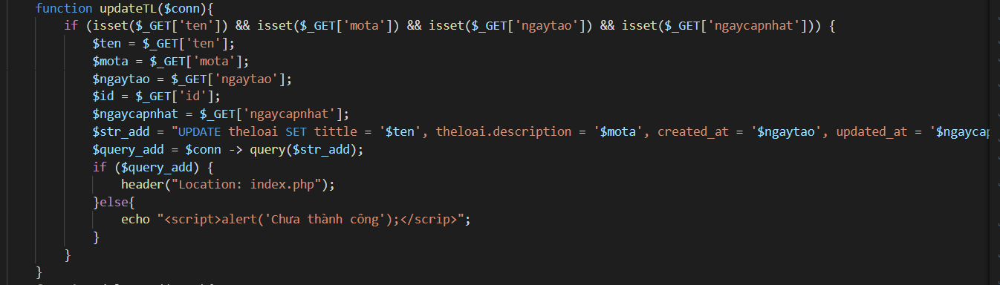 function updateTL($conn){
if (isset($_GET['ten']) && isset($_GET['mota']) && isset($_GET['ngaytao']) && isset($_GET['ngaycapnhat'])) {
$ten = $_GET['ten'];
$mota = $_GET['mota'];
$ngaytao = $_GET['ngaytao'];
$id = $_GET['id'];
$ngaycapnhat = $_GET['ngaycapnhat'];
$str_add = "UPDATE theloai SET tittle = '$ten', theloai.description = '$mota', created_at = '$ngaytao', updated_at = '$ngaycap
$query_add = $conn -> query($str_add);
if ($query_add) {
header("Location: index.php");
}else{
echo "<script>alert('Chưa thành công');</scrip>";
}
}
}